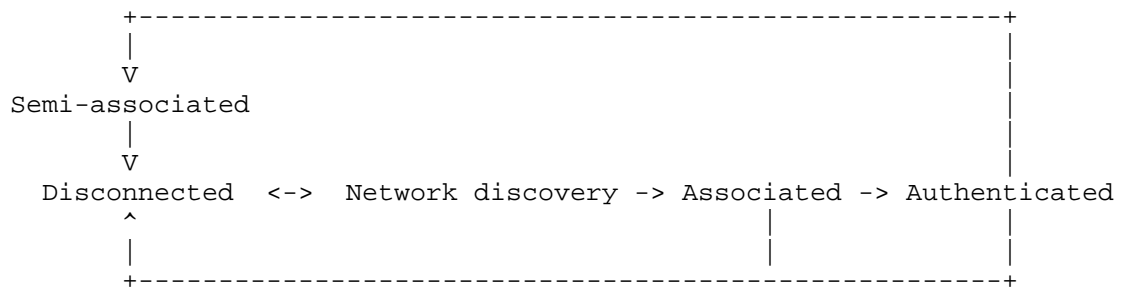 +------------------------------------------------------+
|                                                      |
V                                                      |
Semi-associated                                        |
|                                                      |
V                                                      |
Disconnected <-> Network discovery -> Associated -> Authenticated
^                                        |             |
|                                        |             |
+------------------------------------------------------+